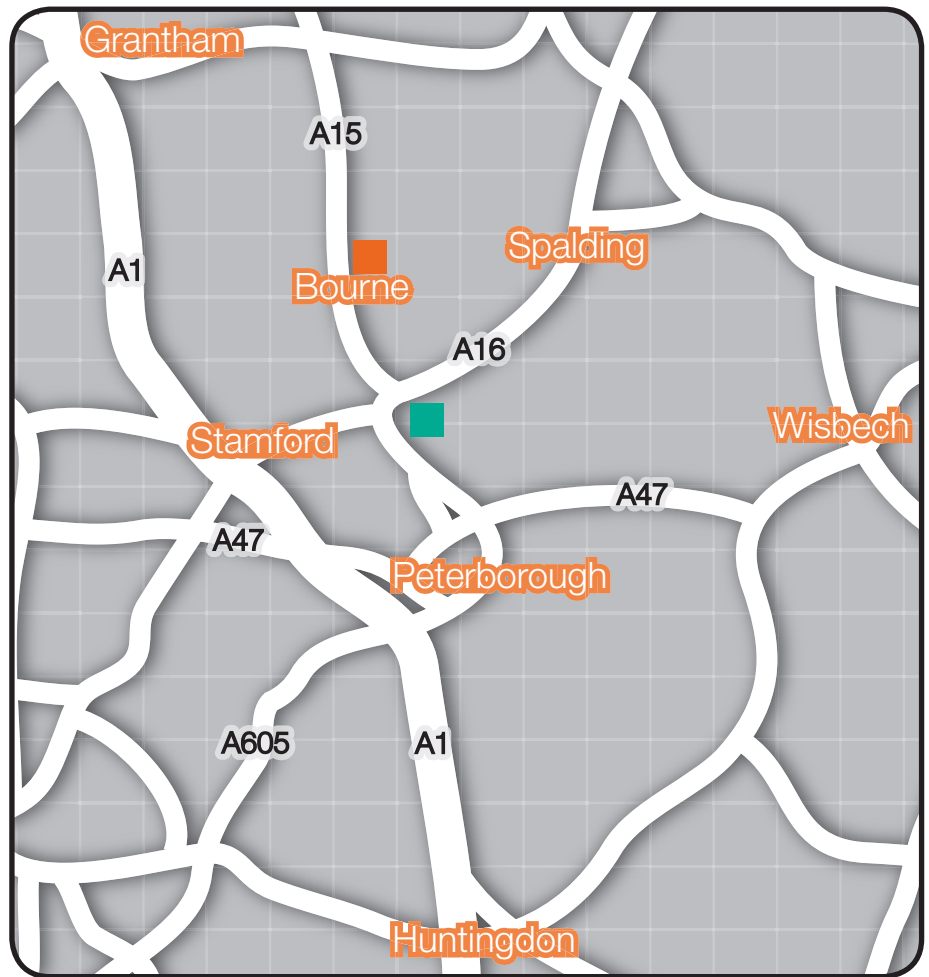 Grantham
A15
Spalding
A1
Bourne
A16
Wisbech
Stamford
A47
A47
Peterborough
A605
A1
Huntingdon